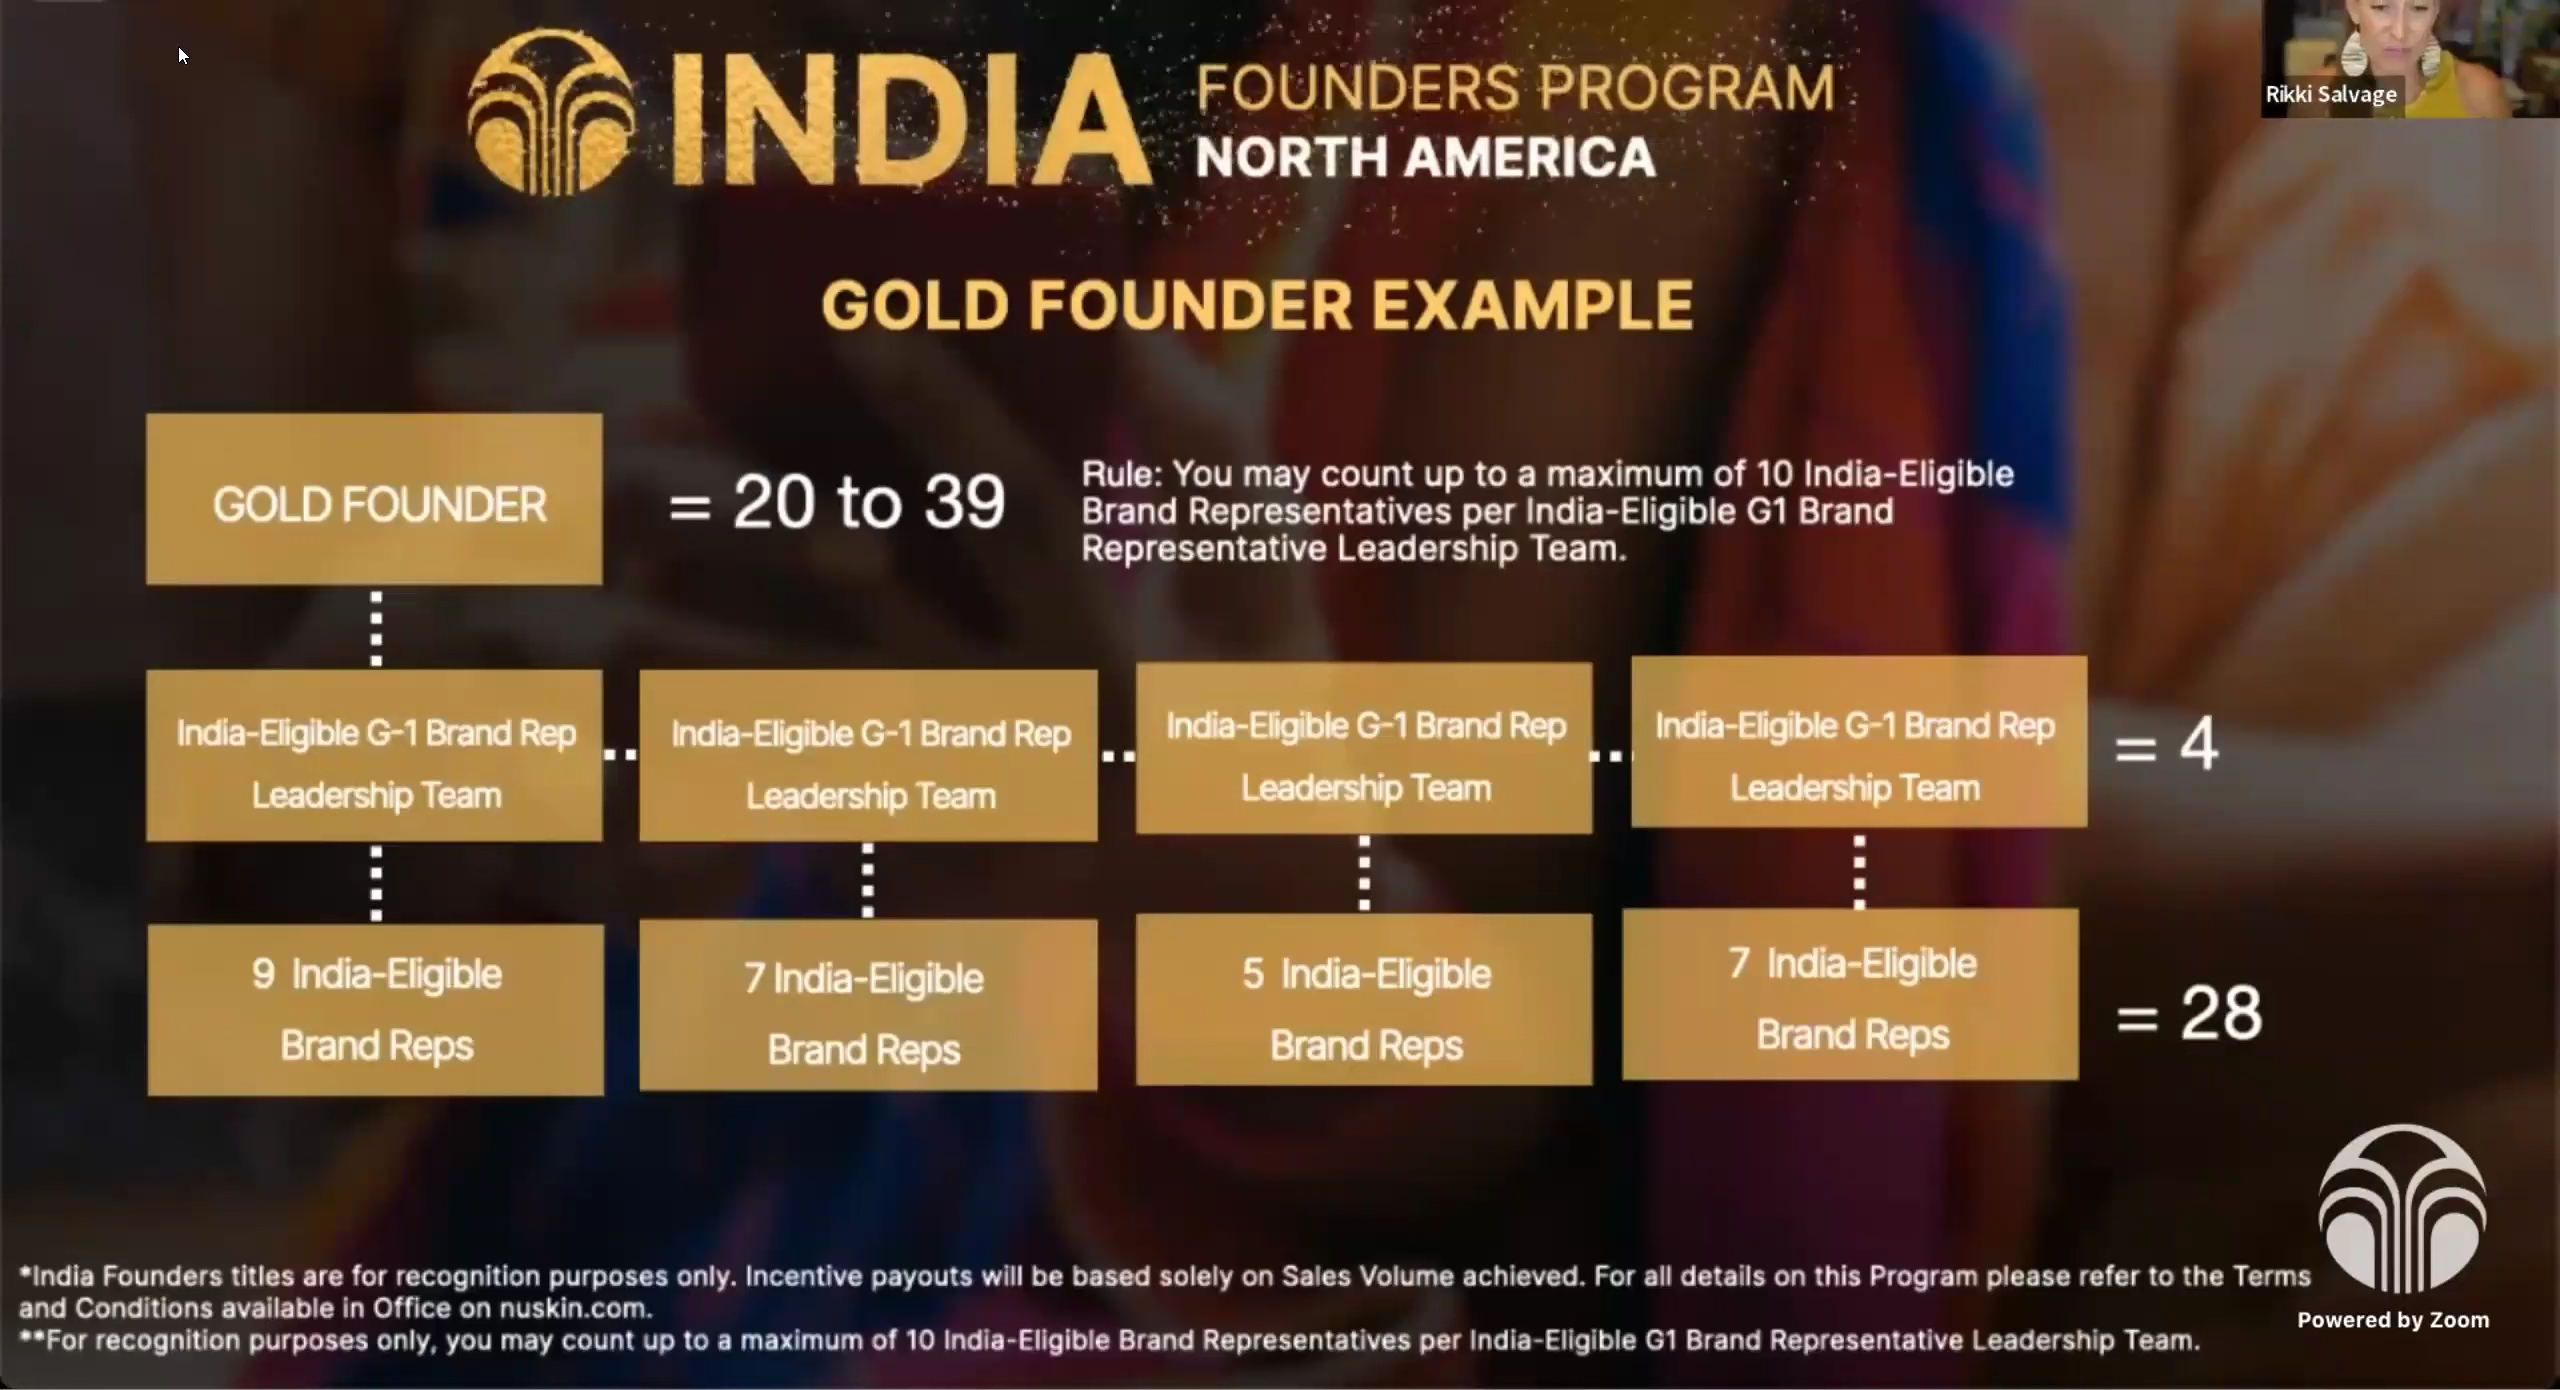 INDIA
FOUNDERS PROGRAM
NORTH AMERICA
Rikki Salvage
GOLD FOUNDER EXAMPLE
GOLD FOUNDER
= 20 to 39
Rule: You may count up to a maximum of 10 India-Eligible
Brand Representatives per India-Eligible G1 Brand
Representative Leadership Team.
India-Eligible G-1 Brand Rep
Leadership Team
India-Eligible G-1 Brand Rep
Leadership Team
India-Eligible G-1 Brand Rep
Leadership Team
India-Eligible G-1 Brand Rep
Leadership Team
= 4
9 India-Eligible
Brand Reps
7 India-Eligible
Brand Reps
5 India-Eligible
Brand Reps
7 India-Eligible
Brand Reps
= 28
*India Founders titles are for recognition purposes only. Incentive payouts will be based solely on Sales Volume achieved. For all details on this Program please refer to the Terms
and Conditions available in Office on nuskin.com.
**For recognition purposes only, you may count up to a maximum of 10 India-Eligible Brand Representatives per India-Eligible G1 Brand Representative Leadership Team.
Powered by Zoom